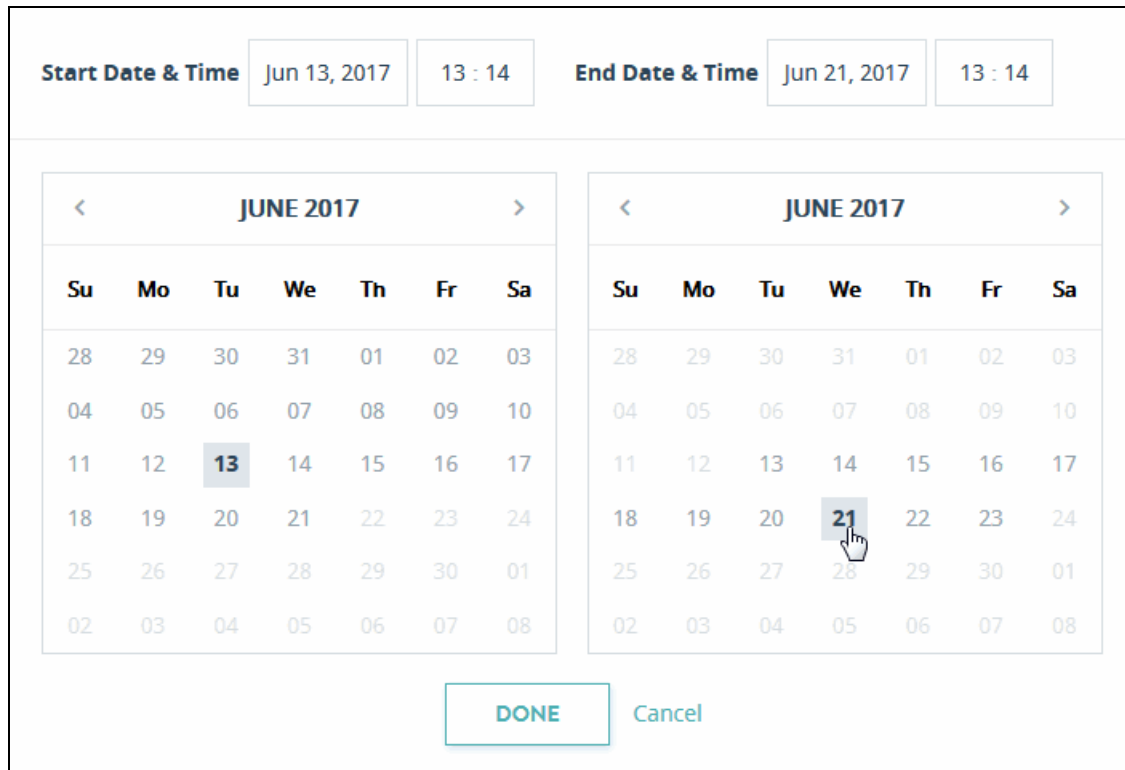 Start Date & Time Jun 13, 2017 13 : 14 End Date & Time Jun 21, 2017 13 : 14
< JUNE 2017 >
Su Mo Tu We Th Fr Sa
28 29 30 31 01 02 03
04 05 06 07 08 09 10
11 12 13 14 15 16 17
18 19 20 21 22 23 24
25 26 27 28 29 30 01
02 03 04 05 06 07 08
< JUNE 2017 >
Su Mo Tu We Th Fr Sa
28 29 30 31 01 02 03
04 05 06 07 08 09 10
11 12 13 14 15 16 17
18 19 20 21 22 23 24
25 26 27 28 29 30 01
02 03 04 05 06 07 08
DONE Cancel